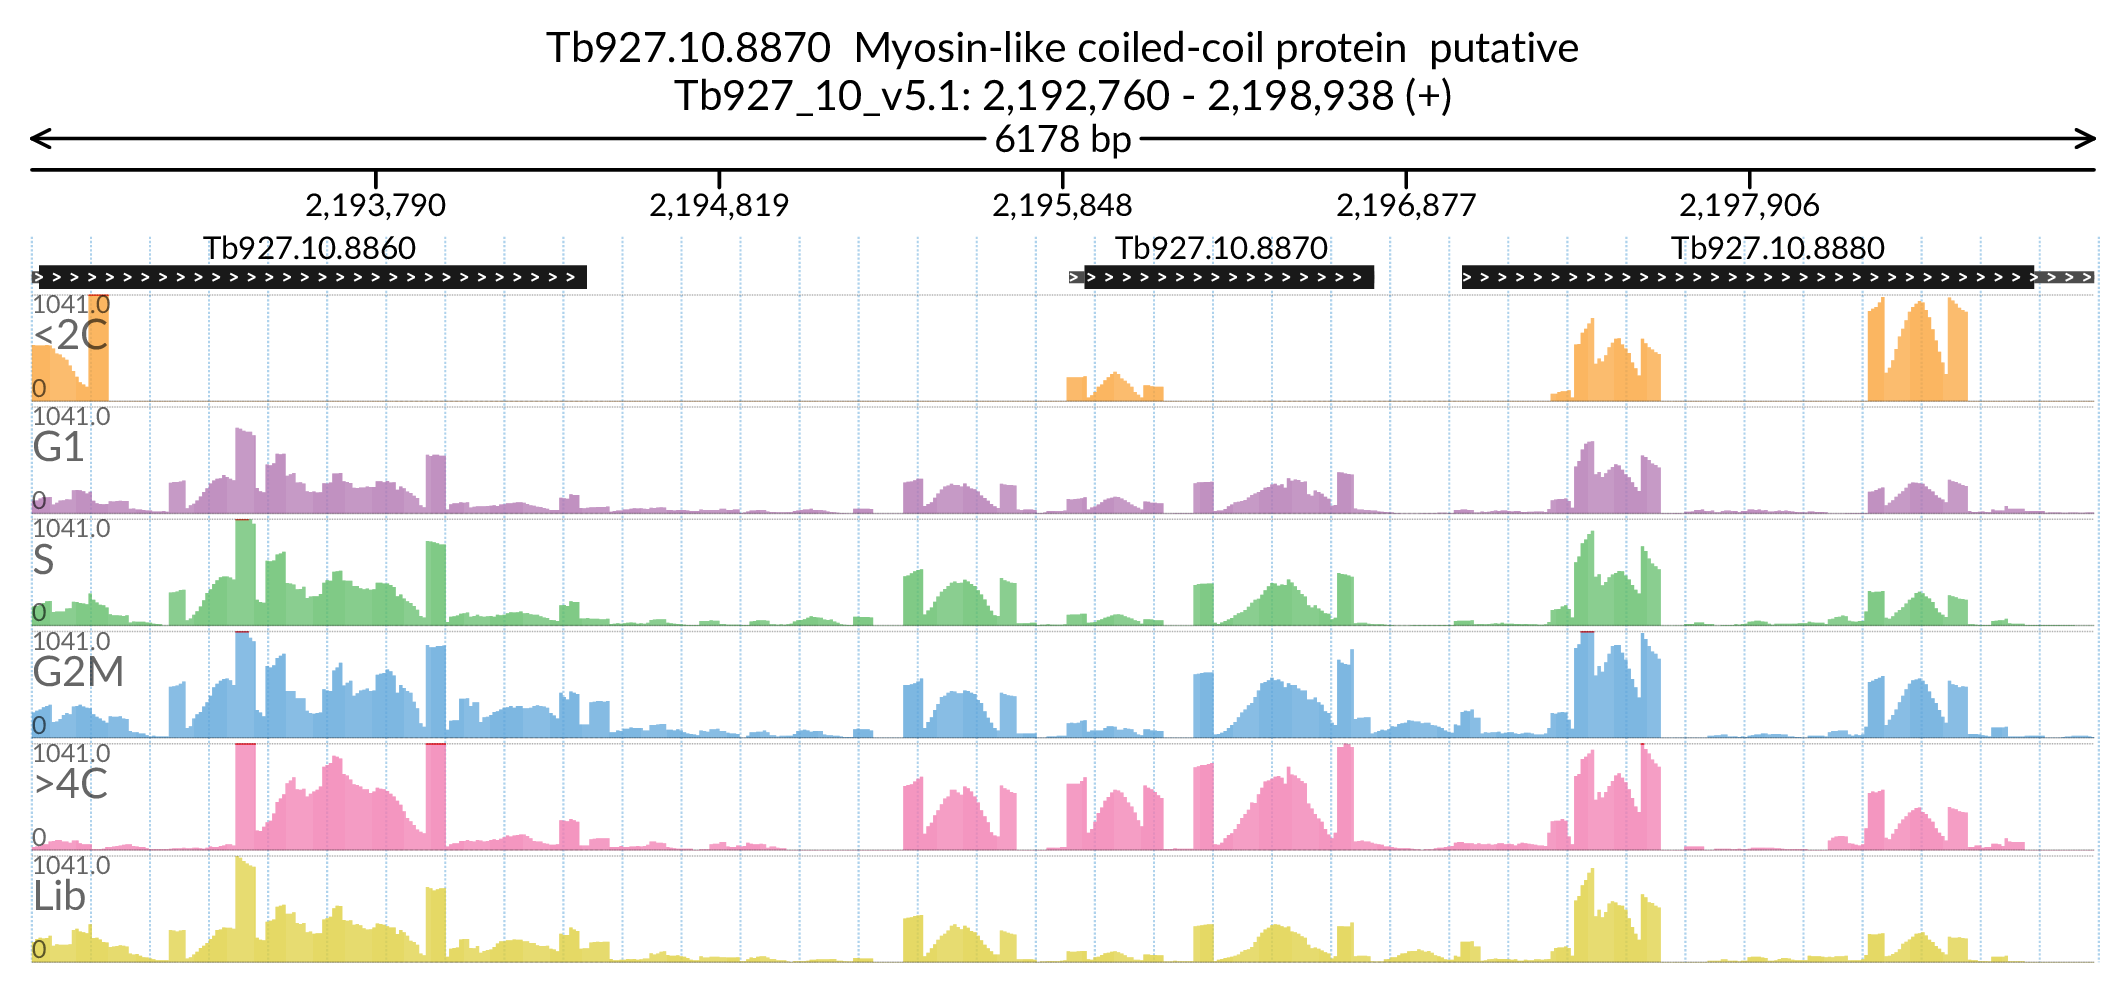 Tb927.10.8870  Myosin-like coiled-coil protein  putative
Tb927_10_v5.1: 2,192,760 - 2,198,938 (+)
6178 bp
2,193,790 2,194,819 2,195,848 2,196,877 2,197,906
Tb927.10.8860 Tb927.10.8870 Tb927.10.8880
1041.0
<2C
0
1041.0
G1
0
1041.0
S
0
1041.0
G2M
0
1041.0
>4C
0
1041.0
Lib
0